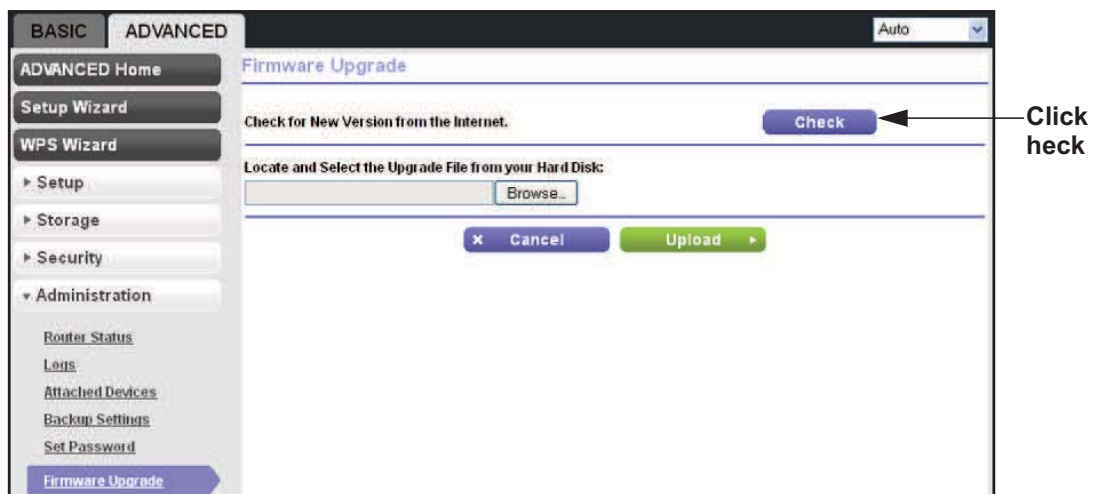 BASIC ADVANCED Auto
ADVANCED Home
Setup Wizard
WPS Wizard
Setup
Storage
Security
Administration
Router Status
Logs
Attached Devices
Backup Settings
Set Password
Firmware Upgrade
Firmware Upgrade
Check for New Version from the Internet.
Check
Locate and Select the Upgrade File from your Hard Disk:
Browse...
x Cancel
Upload
Click
heck